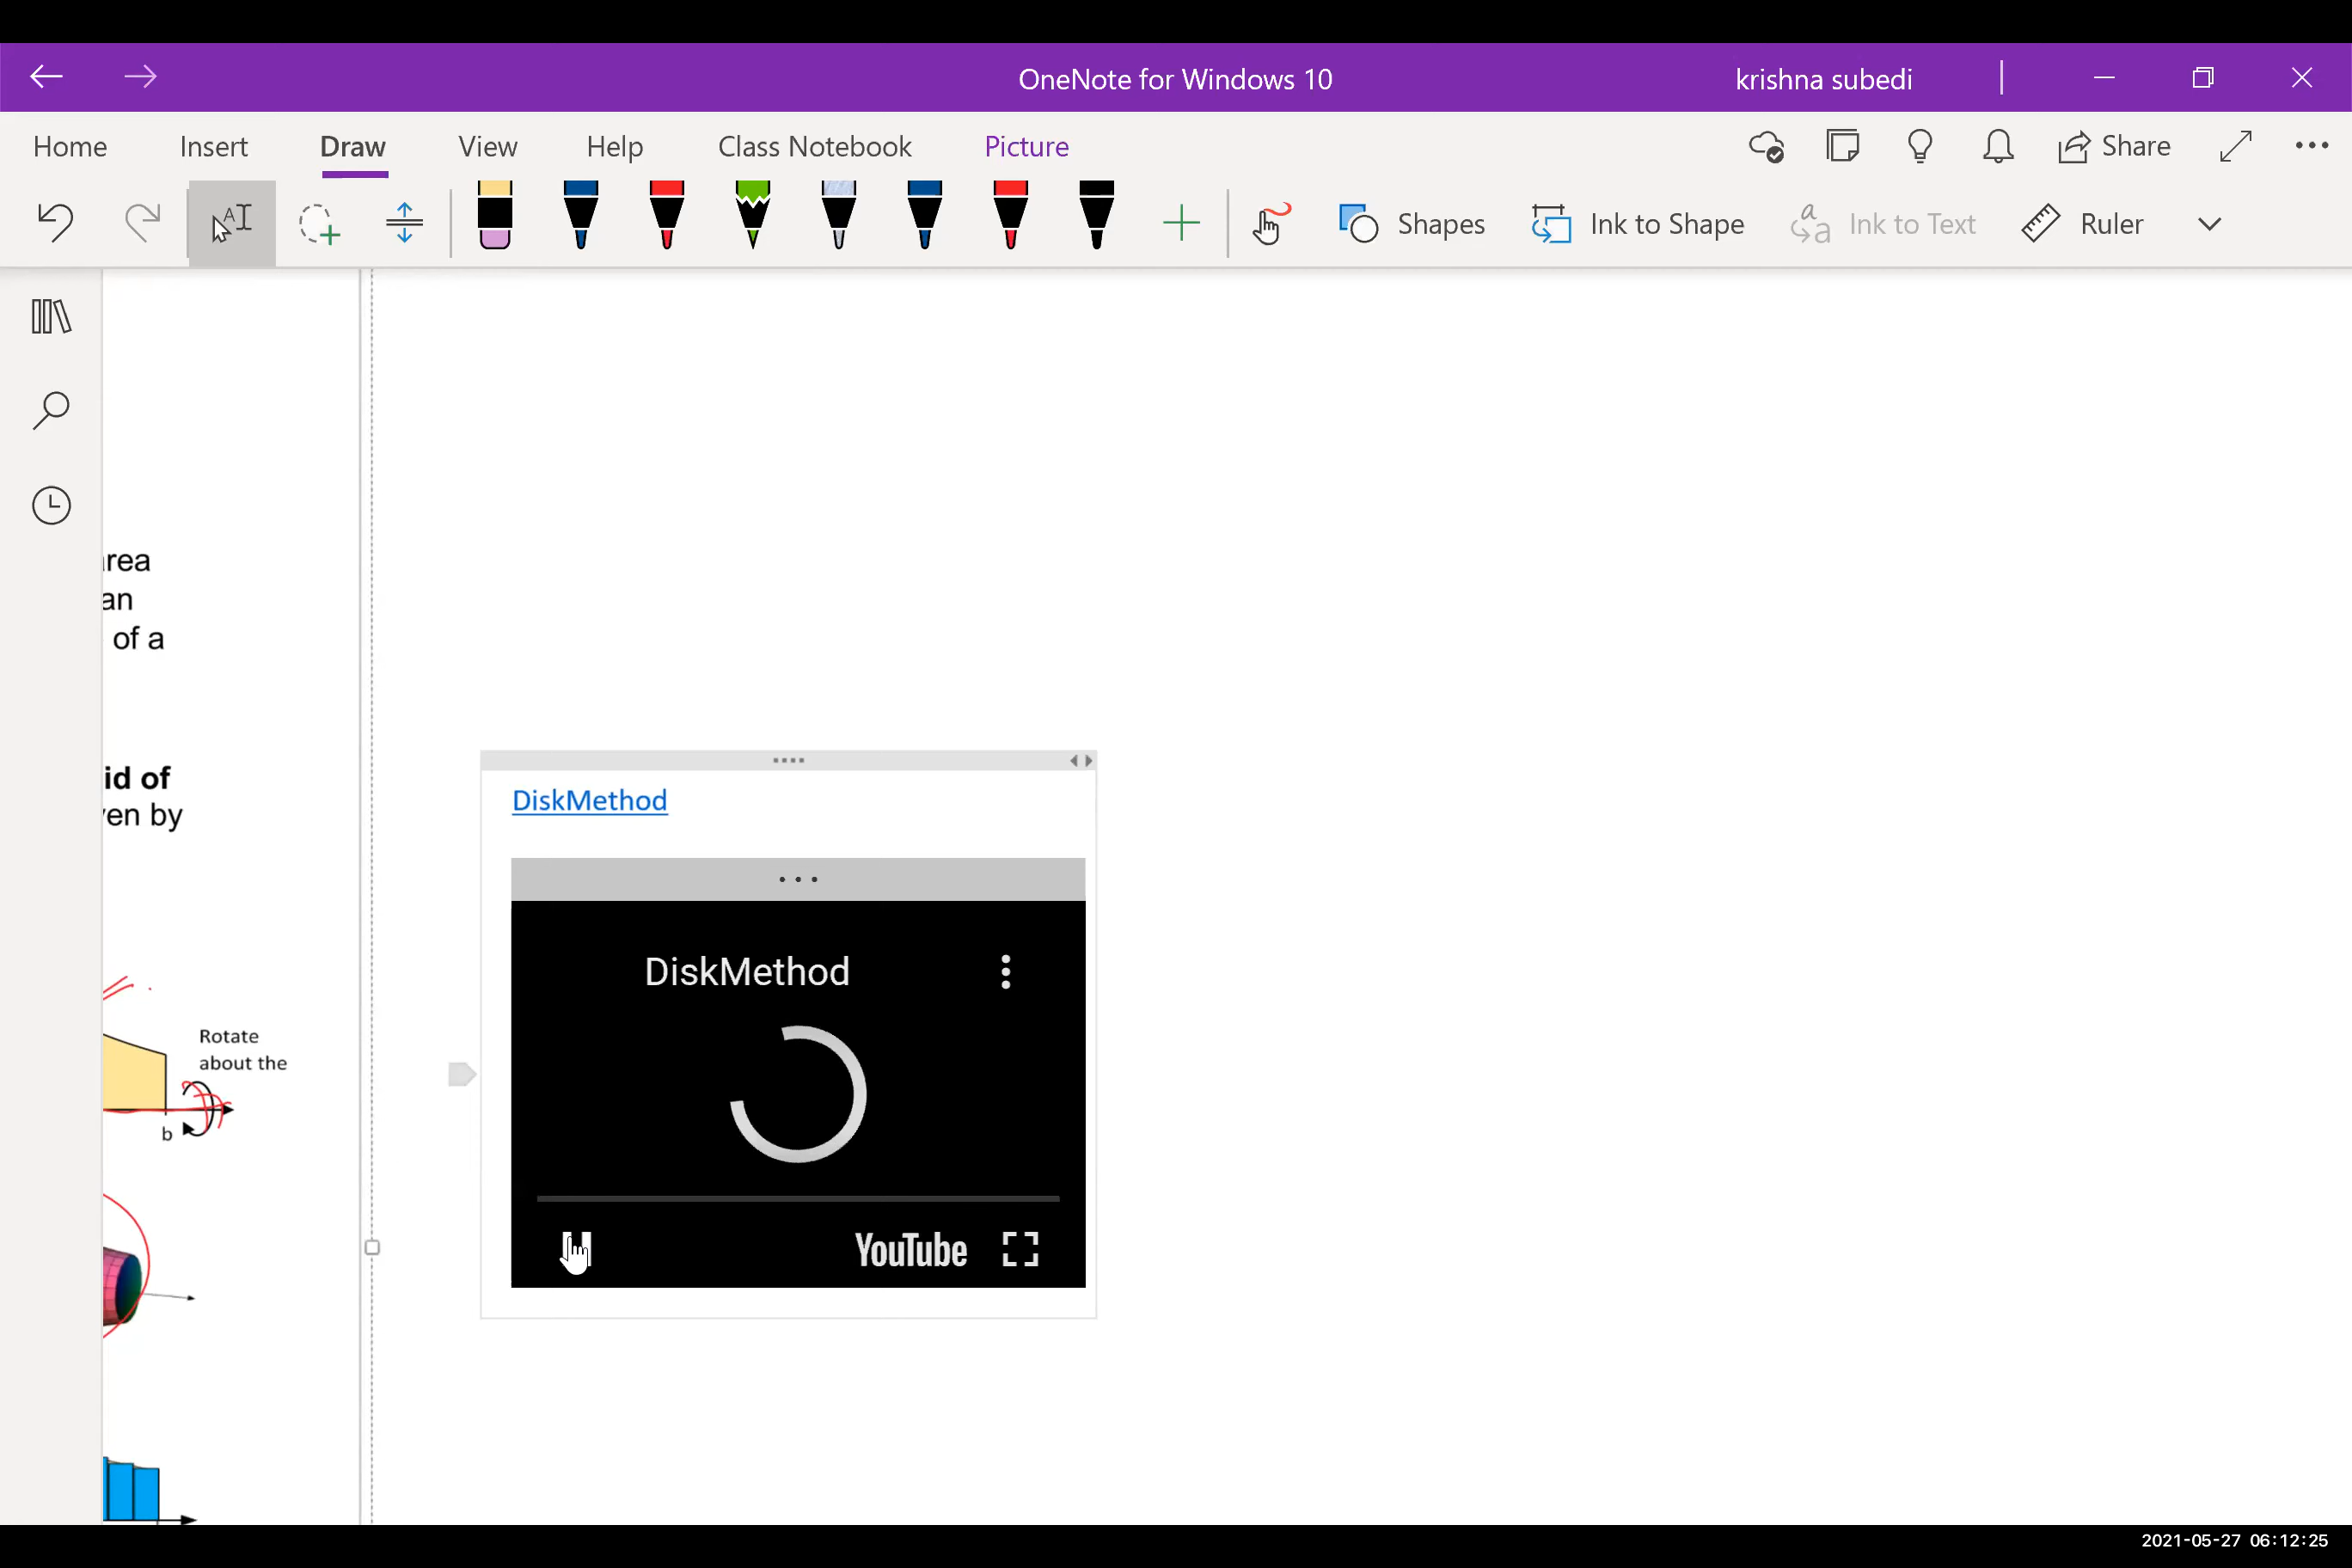 OneNote for Windows 10
krishna subedi
Home Insert Draw View Help Class Notebook Picture
Share
Shapes
Ink to Shape
Ink to Text
Ruler
rea
an
of a
id of
en by
Rotate
about the
b
DiskMethod
DiskMethod
YouTube
2021-05-27 06:12:25